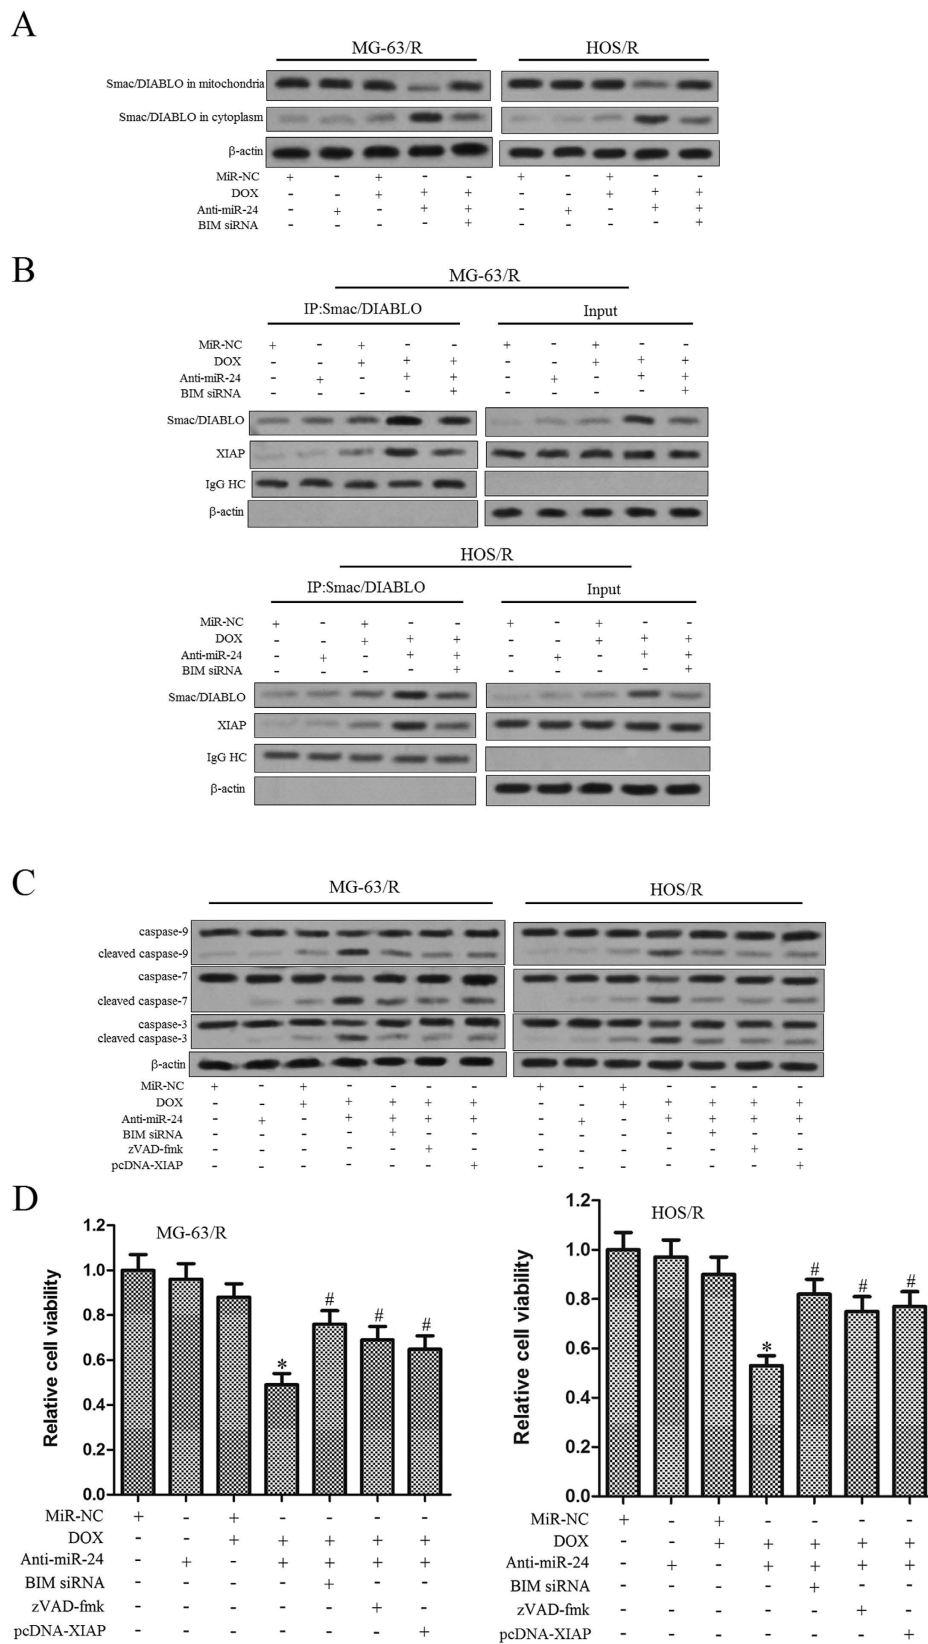 A
MG-63/R HOS/R
Smac/DIABLO in mitochondria
Smac/DIABLO in cytoplasm
β-actin
MiR-NC + - + - - + - + - -
DOX - - + + + - - + + +
Anti-miR-24 - + - + + - + - + +
BIM siRNA - - - - + - - - - +
B
MG-63/R
IP:Smac/DIABLO Input
MiR-NC + - + - - + - + - -
DOX - - + + + - - + + +
Anti-miR-24 - + - + + - + - + +
BIM siRNA - - - - + - - - - +
Smac/DIABLO
XIAP
IgG HC
β-actin
HOS/R
IP:Smac/DIABLO Input
MiR-NC + - + - - + - + - -
DOX - - + + + - - + + +
Anti-miR-24 - + - + + - + - + +
BIM siRNA - - - - + - - - - +
Smac/DIABLO
XIAP
IgG HC
β-actin
C
MG-63/R HOS/R
caspase-9
cleaved caspase-9
caspase-7
cleaved caspase-7
caspase-3
cleaved caspase-3
β-actin
MiR-NC + - + - - - - + - + - - - -
DOX - - + + + + + - - + + + + +
Anti-miR-24 - + - + + + + - + - + + + +
BIM siRNA - - - - + - - - - - - + - -
zVAD-fmk - - - - - + - - - - - - + -
pcDNA-XIAP - - - - - - + - - - - - - +
D
MG-63/R
Relative cell viability
1.2
1.0
0.8
0.6
0.4
0.2
0.0
* # # #
MiR-NC + - + - - - -
DOX - - + + + + +
Anti-miR-24 - + - + + + +
BIM siRNA - - - - + - -
zVAD-fmk - - - - - + -
pcDNA-XIAP - - - - - - +
HOS/R
Relative cell viability
1.2
1.0
0.8
0.6
0.4
0.2
0.0
* # # #
MiR-NC + - + - - - -
DOX - - + + + + +
Anti-miR-24 - + - + + + +
BIM siRNA - - - - + - -
zVAD-fmk - - - - - + -
pcDNA-XIAP - - - - - - +